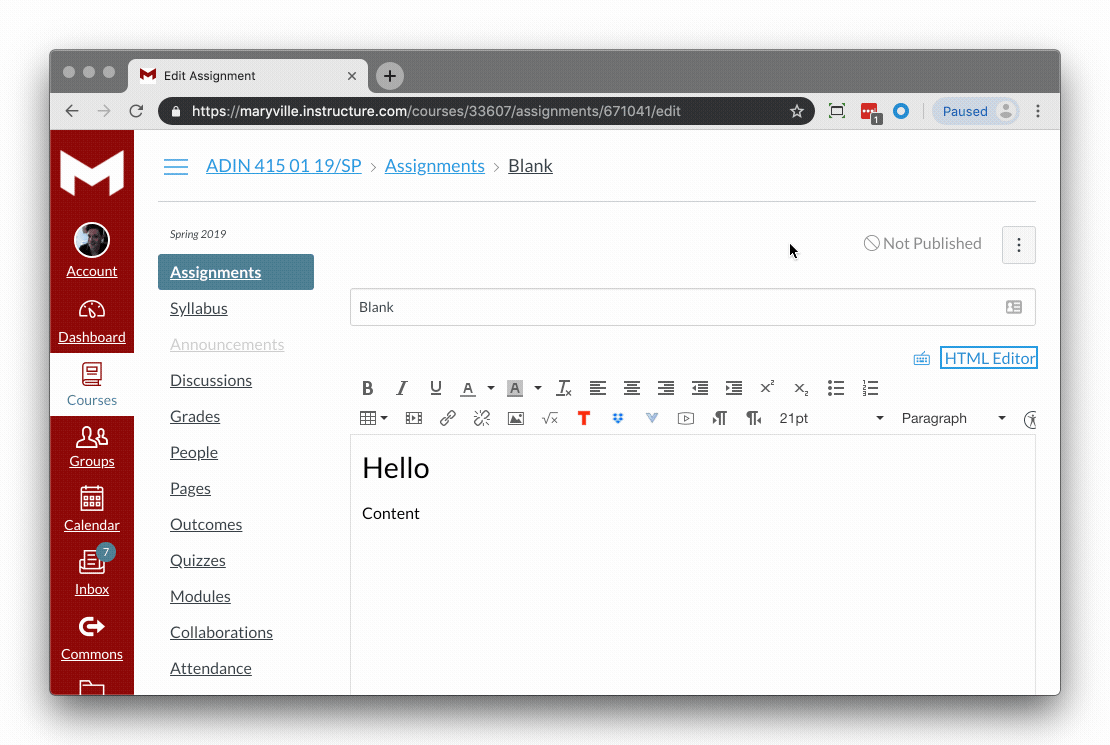 Edit Assignment
https://maryville.instructure.com/courses/33607/assignments/671041/edit
1
Paused
ADIN 415 01 19/SP › Assignments › Blank
Account
Dashboard
Courses
Groups
Calendar
7
Inbox
Commons
Spring 2019
Assignments
Syllabus
Announcements
Discussions
Grades
People
Pages
Outcomes
Quizzes
Modules
Collaborations
Attendance
Not Published
Blank
HTML Editor
21pt Paragraph
Hello
Content